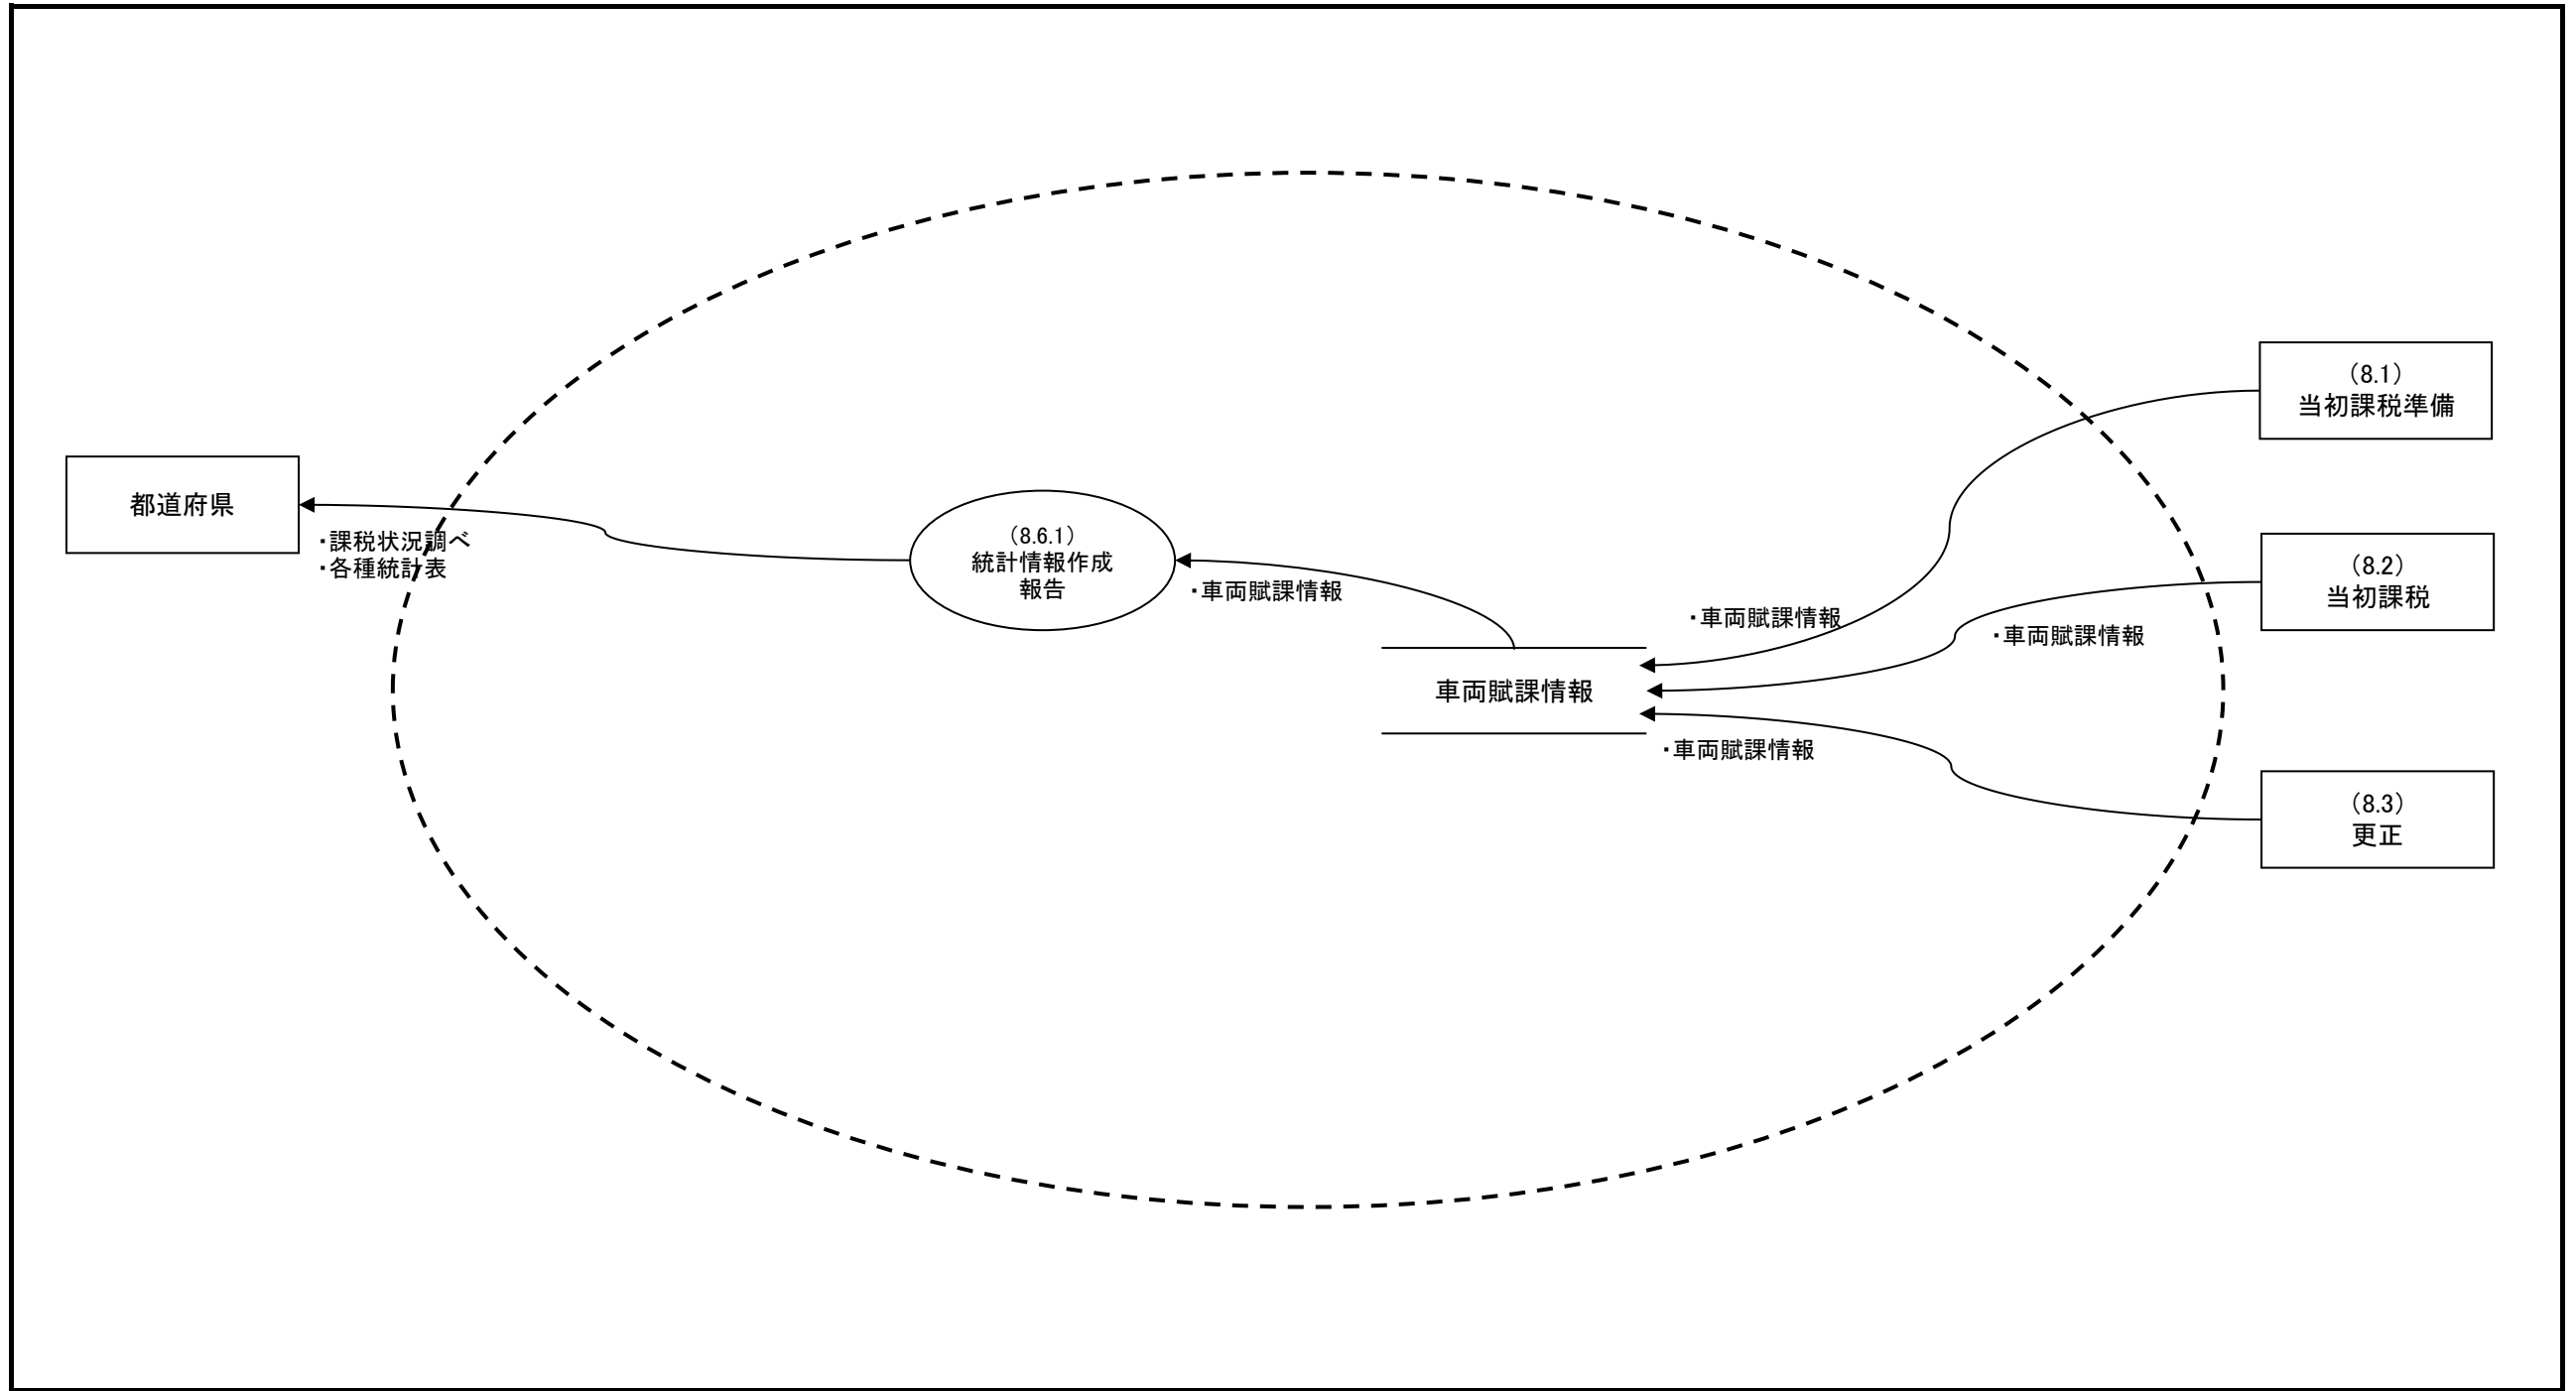 都道府県
・課税状況調べ
・各種統計表
（8.6.1）
統計情報作成
報告
・車両賦課情報
車両賦課情報
・車両賦課情報
・車両賦課情報
・車両賦課情報
（8.1）
当初課税準備
（8.2）
当初課税
（8.3）
更正